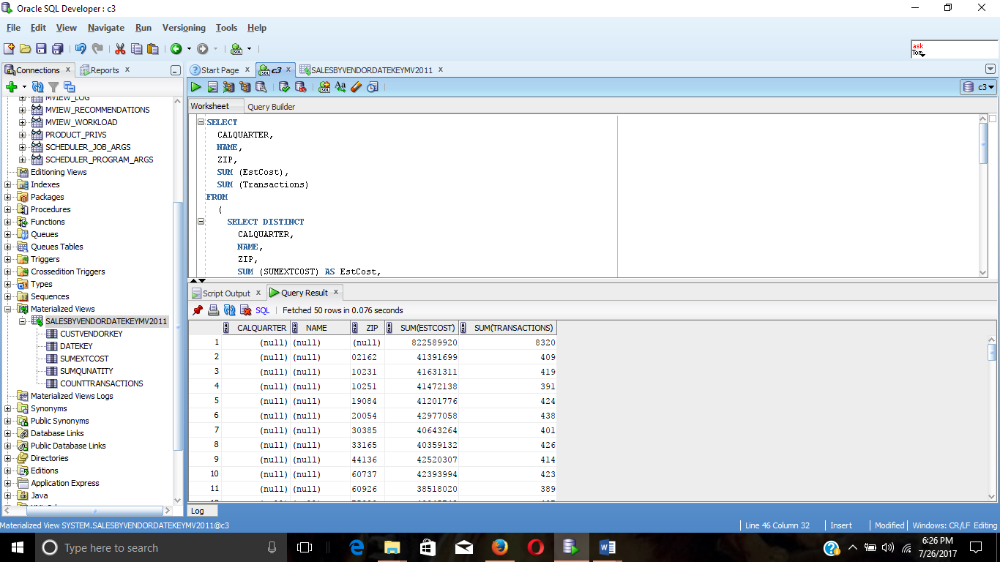 Oracle SQL Developer : c3
File Edit View Navigate Run Versioning Tools Help
ask
Tom
Connections x Reports x
Start Page x c3 x SALESBYVENDORDATEKEYMV2011 x
c3
MVIEW_LOG
MVIEW_RECOMMENDATIONS
MVIEW_WORKLOAD
PRODUCT_PRIVS
SCHEDULER_JOB_ARGS
SCHEDULER_PROGRAM_ARGS
Editioning Views
Indexes
Packages
Procedures
Functions
Queues
Queues Tables
Triggers
Crossedition Triggers
Types
Sequences
Materialized Views
SALESBYVENDORDATEKEYMV2011
CUSTVENDORKEY
DATEKEY
SUMEXTCOST
SUMQUNATITY
COUNTTRANSACTIONS
Materialized Views Logs
Synonyms
Public Synonyms
Database Links
Public Database Links
Directories
Editions
Application Express
Java
Worksheet Query Builder
SELECT
CALQUARTER,
NAME,
ZIP,
SUM (EstCost),
SUM (Transactions)
FROM
(
SELECT DISTINCT
CALQUARTER,
NAME,
ZIP,
SUM (SUMEXTCOST) AS EstCost,
Script Output x Query Result x
SQL Fetched 50 rows in 0.076 seconds
CALQUARTER NAME ZIP SUM(ESTCOST) SUM(TRANSACTIONS)
1 (null) (null) (null) 822589920 8320
2 (null) (null) 02162 41391699 409
3 (null) (null) 10231 41631311 419
4 (null) (null) 10251 41472138 391
5 (null) (null) 19084 41201776 424
6 (null) (null) 20054 42977058 438
7 (null) (null) 30385 40643264 401
8 (null) (null) 33165 40359132 426
9 (null) (null) 44136 42520307 414
10 (null) (null) 60737 42393994 423
11 (null) (null) 60926 38518020 389
Log
Materialized View SYSTEM.SALESBYVENDORDATEKEYMV2011@c3
Line 46 Column 32 Insert Modified Windows: CR/LF Editing
Type here to search
6:26 PM
7/26/2017